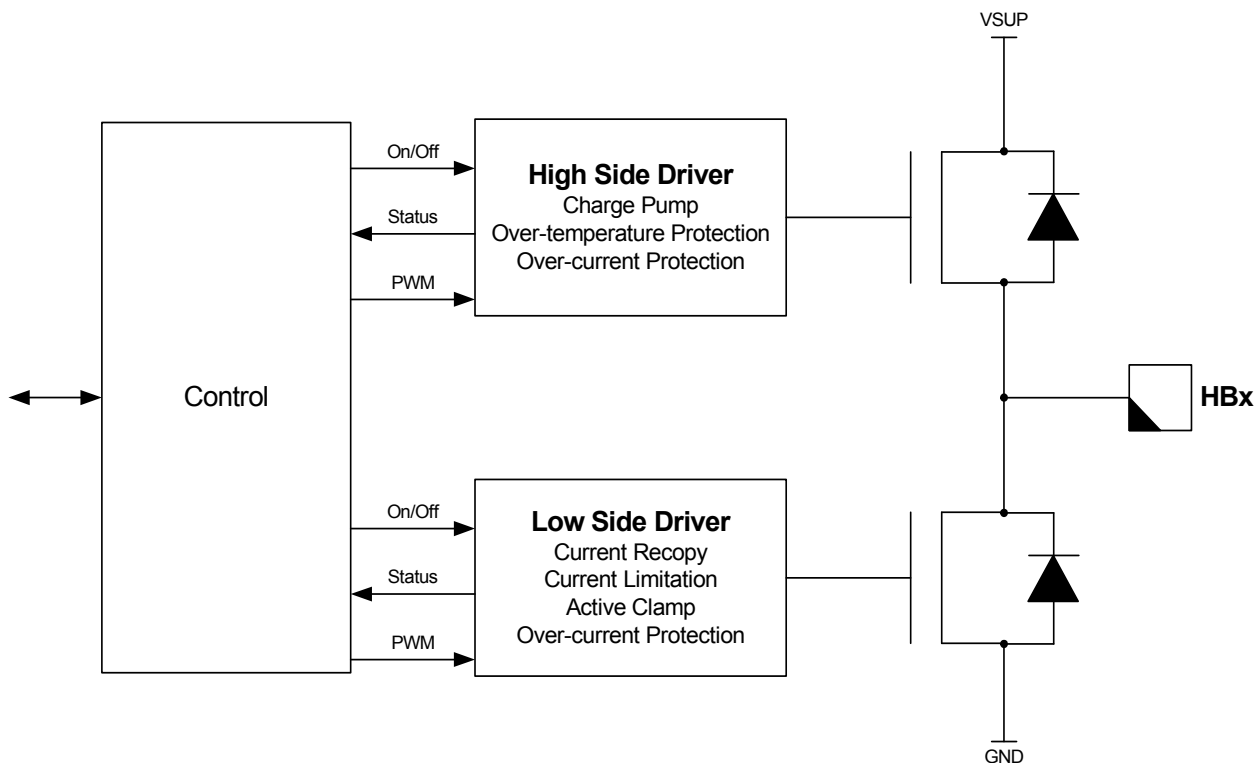 VSUP
On/Off
Status
PWM
High Side Driver
Charge Pump
Over-temperature Protection
Over-current Protection
Control
HBx
On/Off
Status
PWM
Low Side Driver
Current Recopy
Current Limitation
Active Clamp
Over-current Protection
GND